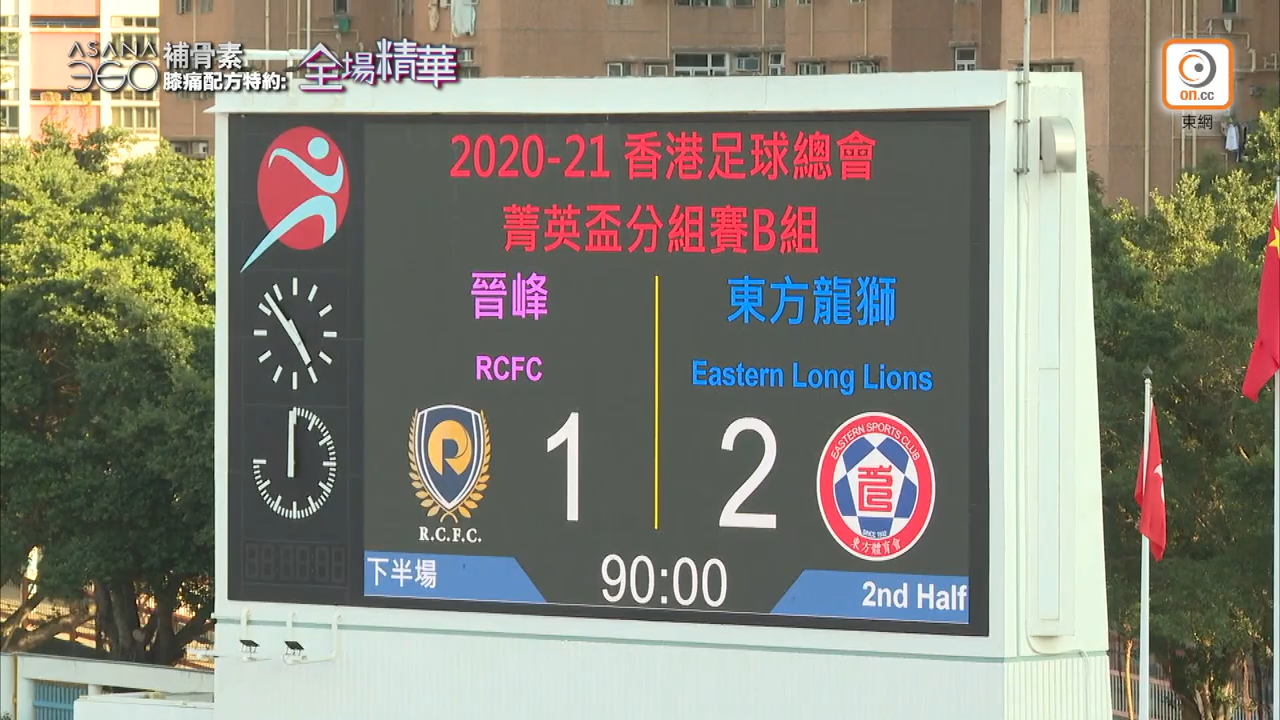 ASANA
360
補骨素
膝痛配方特約:
全場精華
on.cc
東網
2020-21 香港足球總會
菁英盃分組賽B組
晉峰
東方龍獅
RCFC
Eastern Long Lions
1
2
R.C.F.C.
EASTERN SPORTS CLUB
SINCE 1932
東方體育會
下半場
90:00
2nd Half